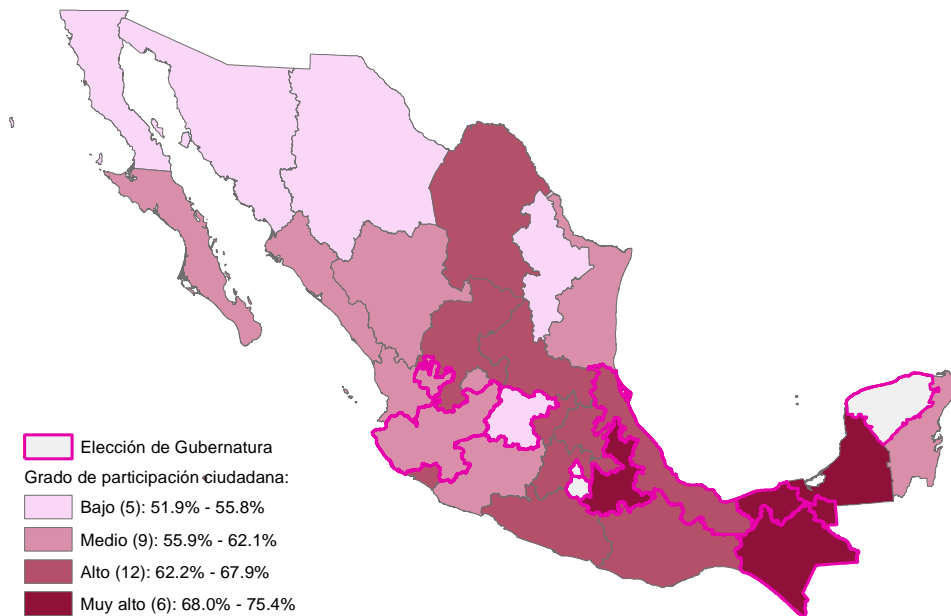 Elección de Gubernatura
Grado de participación ciudadana:
Bajo (5): 51.9% - 55.8%
Medio (9): 55.9% - 62.1%
Alto (12): 62.2% - 67.9%
Muy alto (6): 68.0% - 75.4%